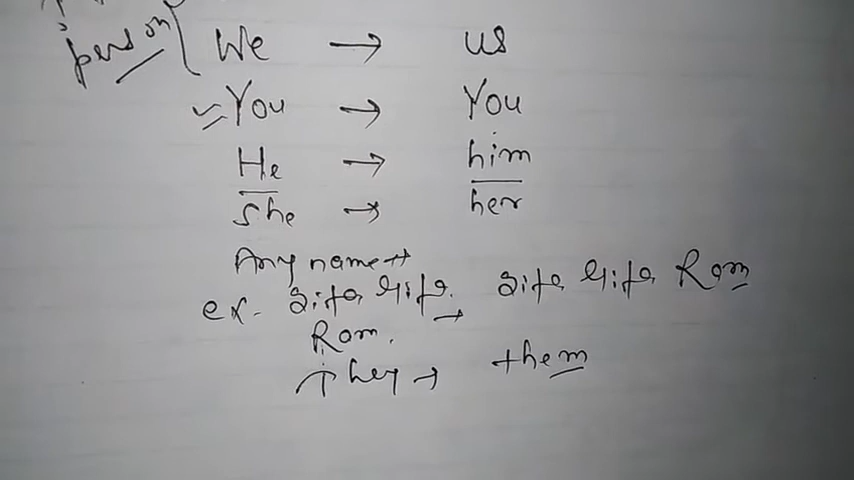 person We → us
You → You
He → him
she → her
Any name →
ex. Sita Gita. → Sita Gita Ram
Ram.
They → them